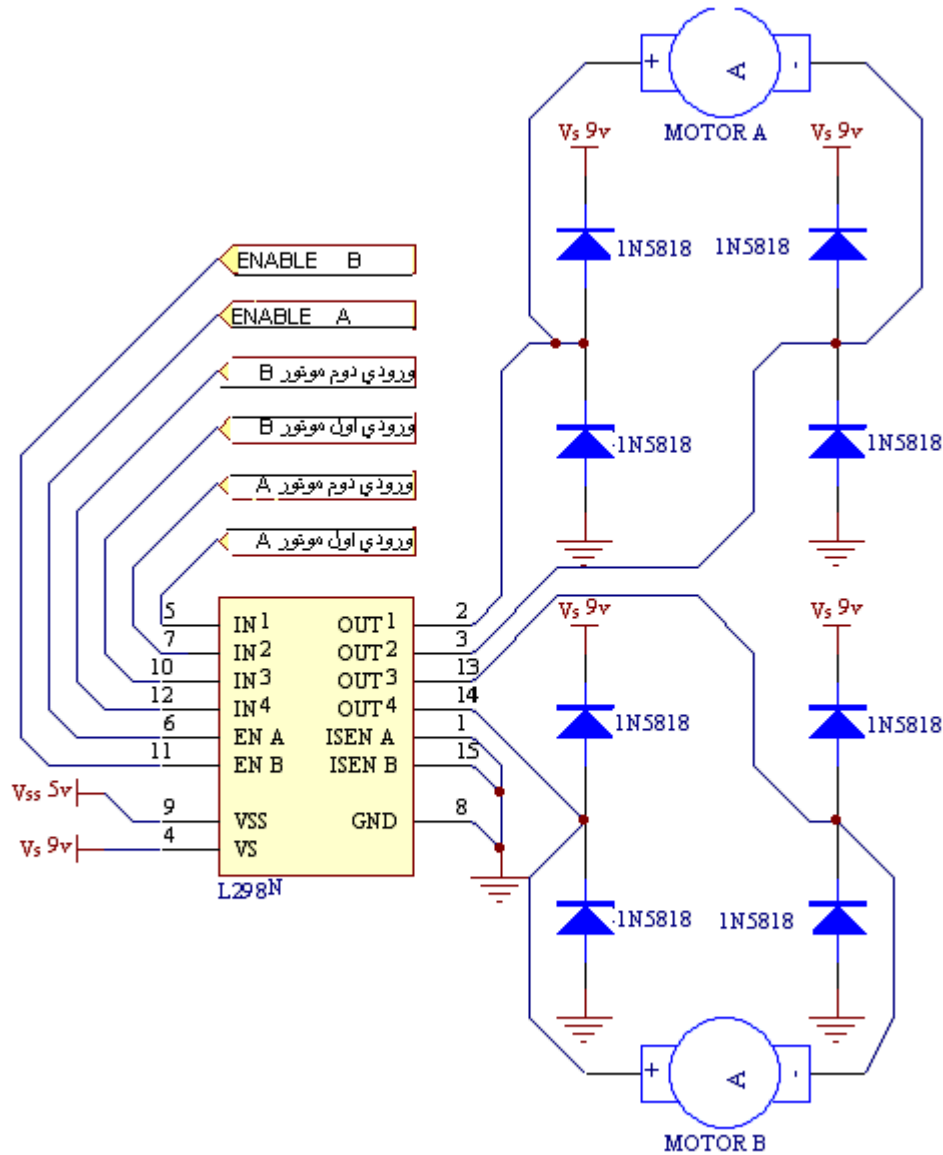 A
+
-
MOTOR A
Vs 9v
Vs 9v
1N5818
1N5818
1N5818
1N5818
ENABLE B
ENABLE A
ورودي دوم موتور B
ورودي اول موتور B
ورودي دوم موتور A
ورودي اول موتور A
5 IN1 OUT1 2
7 IN2 OUT2 3
10 IN3 OUT3 13
12 IN4 OUT4 14
6 EN A ISEN A 1
11 EN B ISEN B 15
Vss 5v 9 VSS GND 8
Vs 9v 4 VS
L298N
Vs 9v
Vs 9v
1N5818
1N5818
1N5818
1N5818
+
A
-
MOTOR B